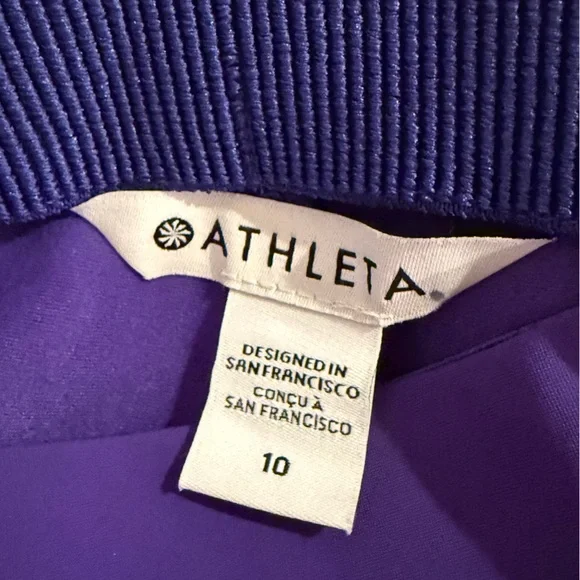 ATHLETA
DESIGNED IN
SAN FRANCISCO
CONÇU À
SAN FRANCISCO
10